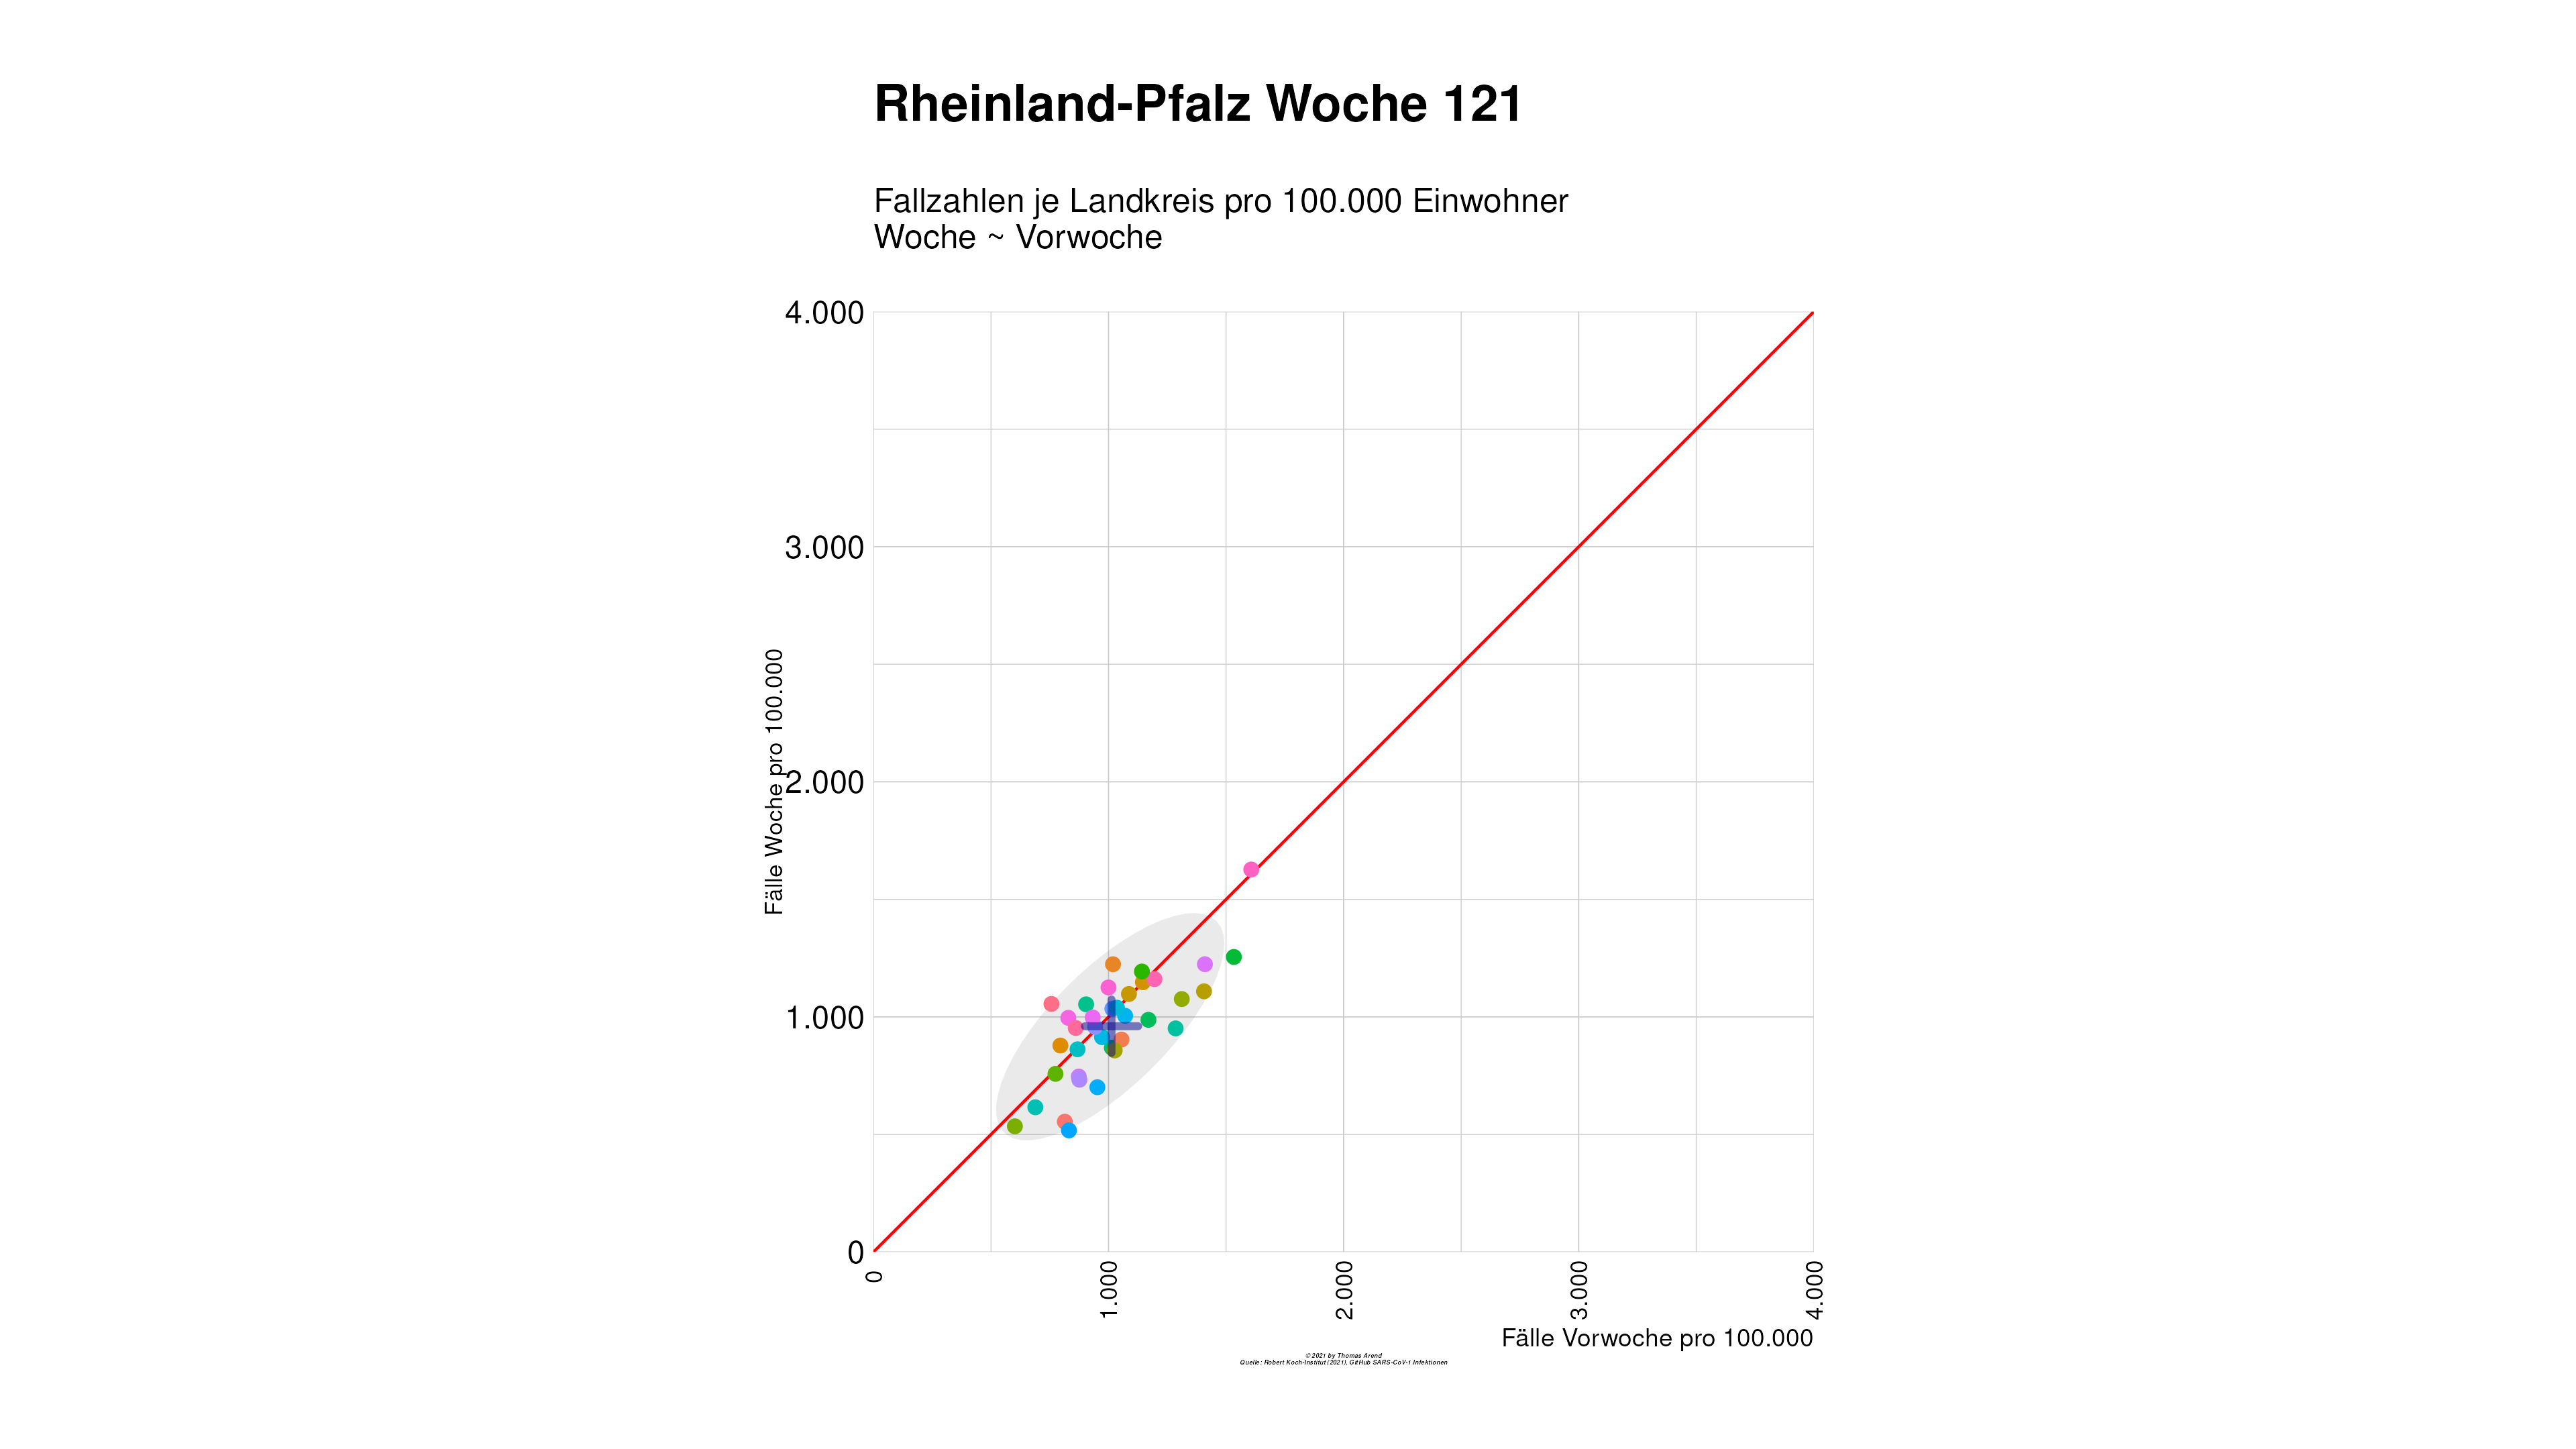 Rheinland-Pfalz Woche 121
Fallzahlen je Landkreis pro 100.000 Einwohner
Woche ~ Vorwoche
4.000
3.000
2.000
1.000
0
Fälle Woche pro 100.000
0
1.000
2.000
3.000
4.000
Fälle Vorwoche pro 100.000
© 2021 by Thomas Arend
Quelle: Robert Koch-Institut (2021), GitHub SARS-CoV-1 Infektionen